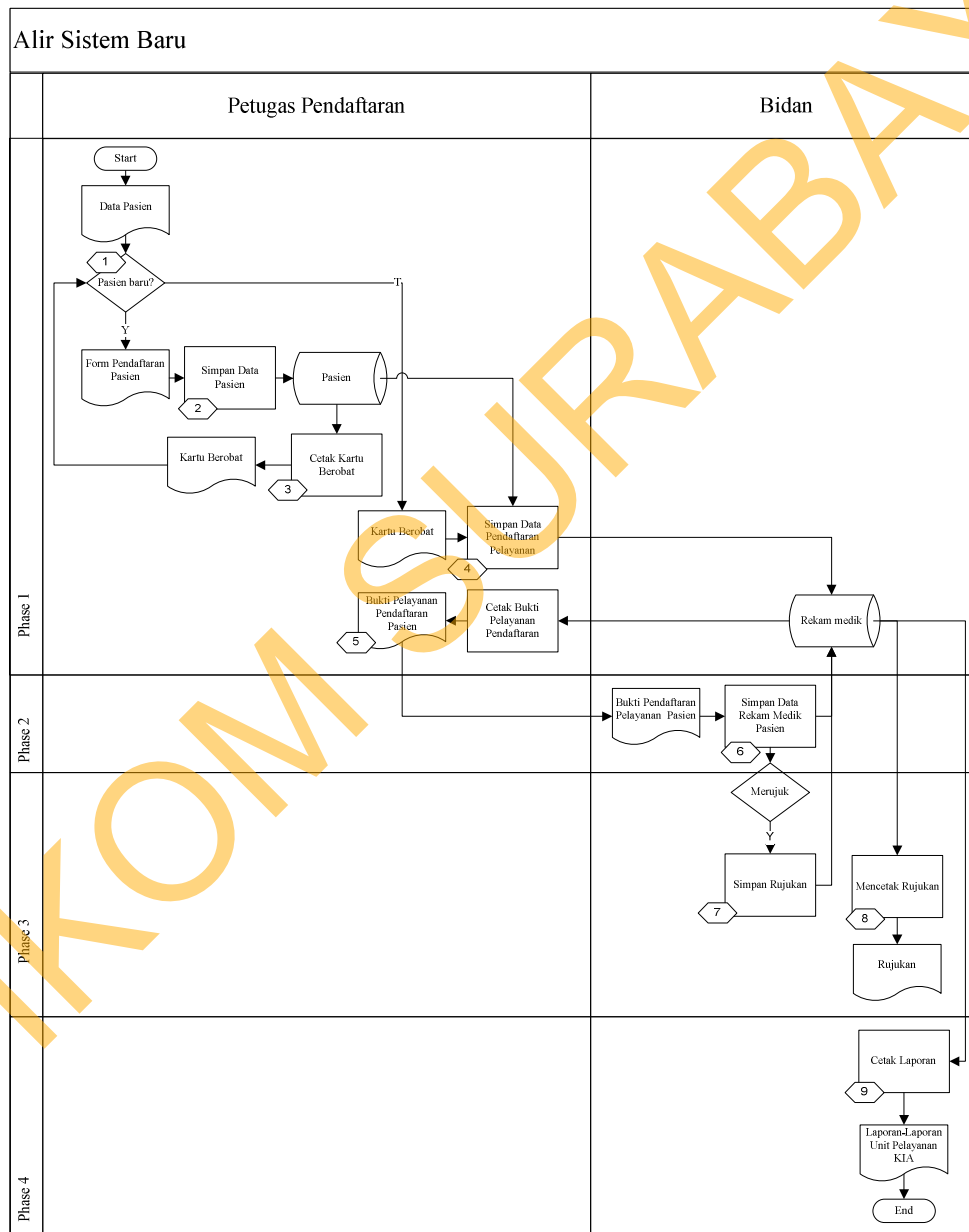 Alir Sistem Baru
Petugas Pendaftaran
Bidan
Start
Data Pasien
1
Pasien baru?
T
Y
Form Pendaftaran
Pasien
Simpan Data
Pasien
2
Pasien
Kartu Berobat
Cetak Kartu
Berobat
3
Kartu Berobat
Simpan Data
Pendaftaran
Pelayanan
4
Bukti Pelayanan
Pendaftaran
Pasien
5
Cetak Bukti
Pelayanan
Pendaftaran
Rekam medik
Phase 1
Bukti Pendaftaran
Pelayanan Pasien
Simpan Data
Rekam Medik
Pasien
6
Phase 2
Merujuk
Y
Simpan Rujukan
7
Mencetak Rujukan
8
Rujukan
Phase 3
Cetak Laporan
9
Laporan-Laporan
Unit Pelayanan
KIA
End
Phase 4
IKOM SURABAY